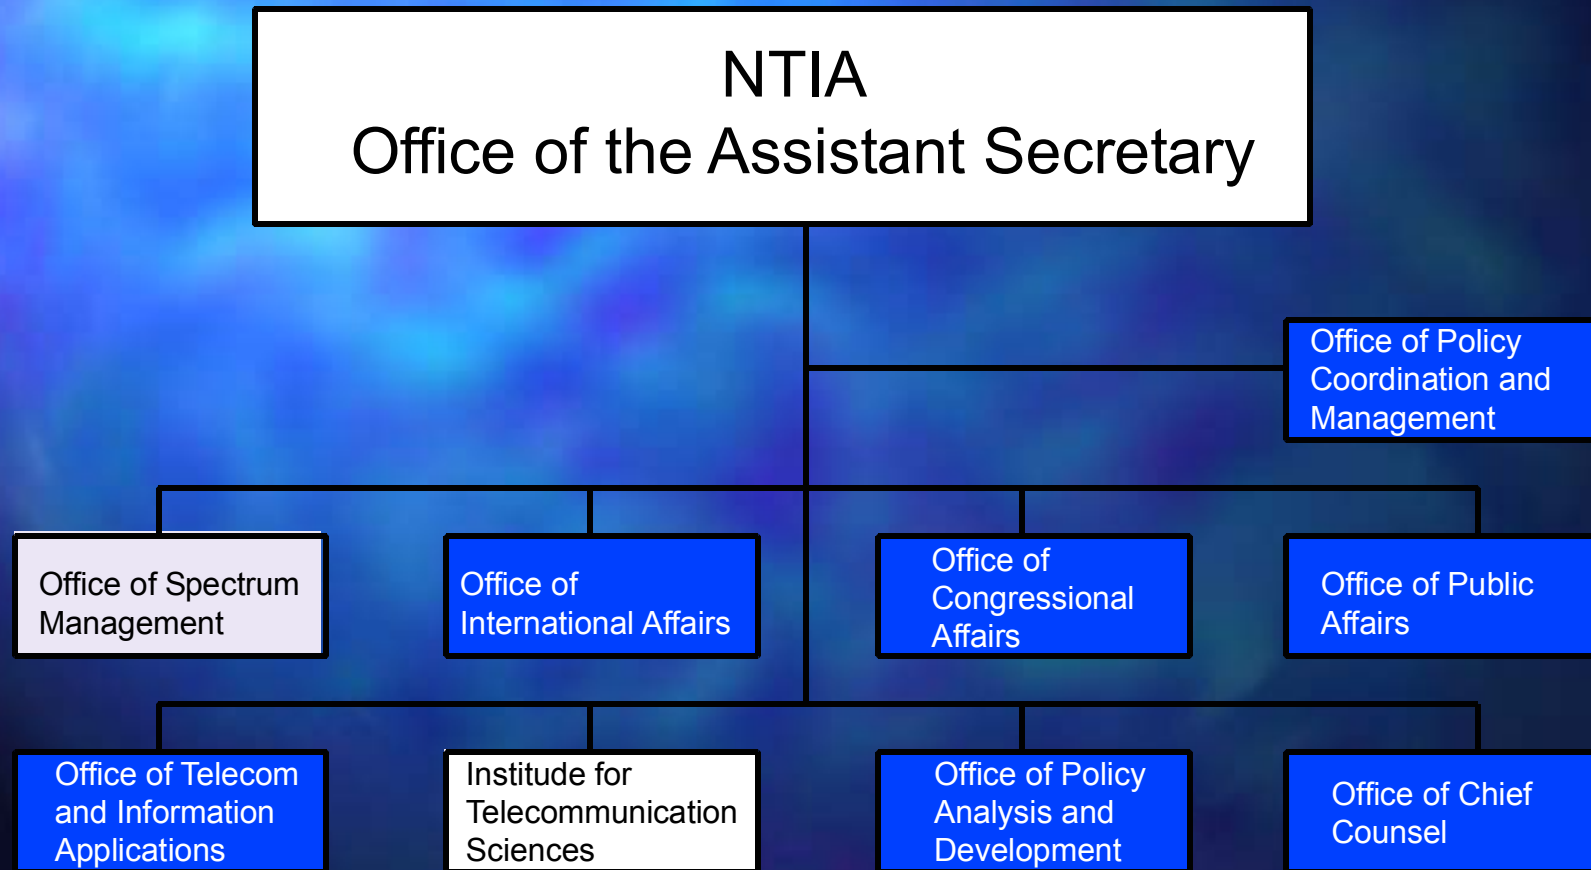 NTIA
Office of the Assistant Secretary
Office of Policy
Coordination and
Management
Office of Spectrum
Management
Office of
International Affairs
Office of
Congressional
Affairs
Office of Public
Affairs
Office of Telecom
and Information
Applications
Institude for
Telecommunication
Sciences
Office of Policy
Analysis and
Development
Office of Chief
Counsel